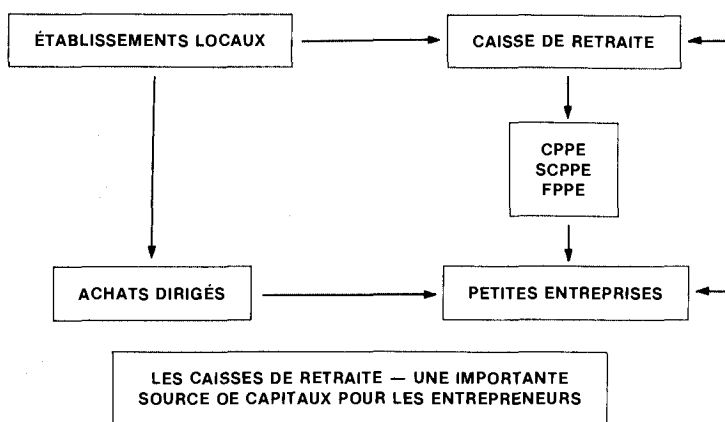 ÉTABLISSEMENTS LOCAUX
CAISSE DE RETRAITE
CPPE
SCPPE
FPPE
ACHATS DIRIGÉS
PETITES ENTREPRISES
LES CAISSES DE RETRAITE — UNE IMPORTANTE
SOURCE OE CAPITAUX POUR LES ENTREPRENEURS